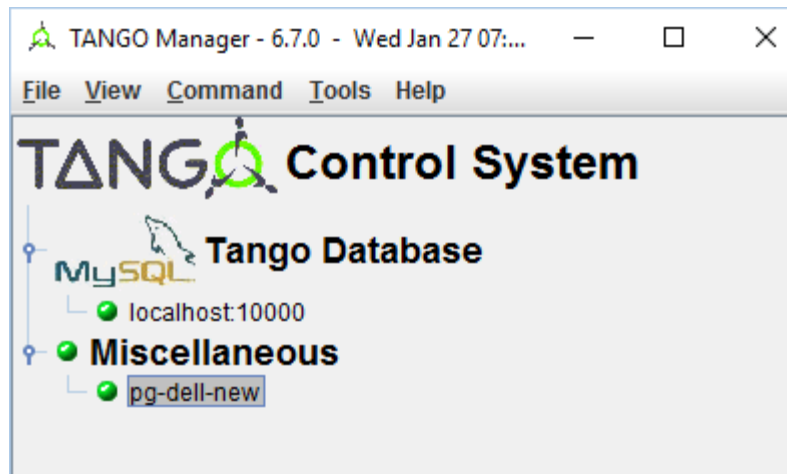 TANGO Manager - 6.7.0 - Wed Jan 27 07:...
File View Command Tools Help
TANGO Control System
MySQL Tango Database
localhost:10000
Miscellaneous
pg-dell-new